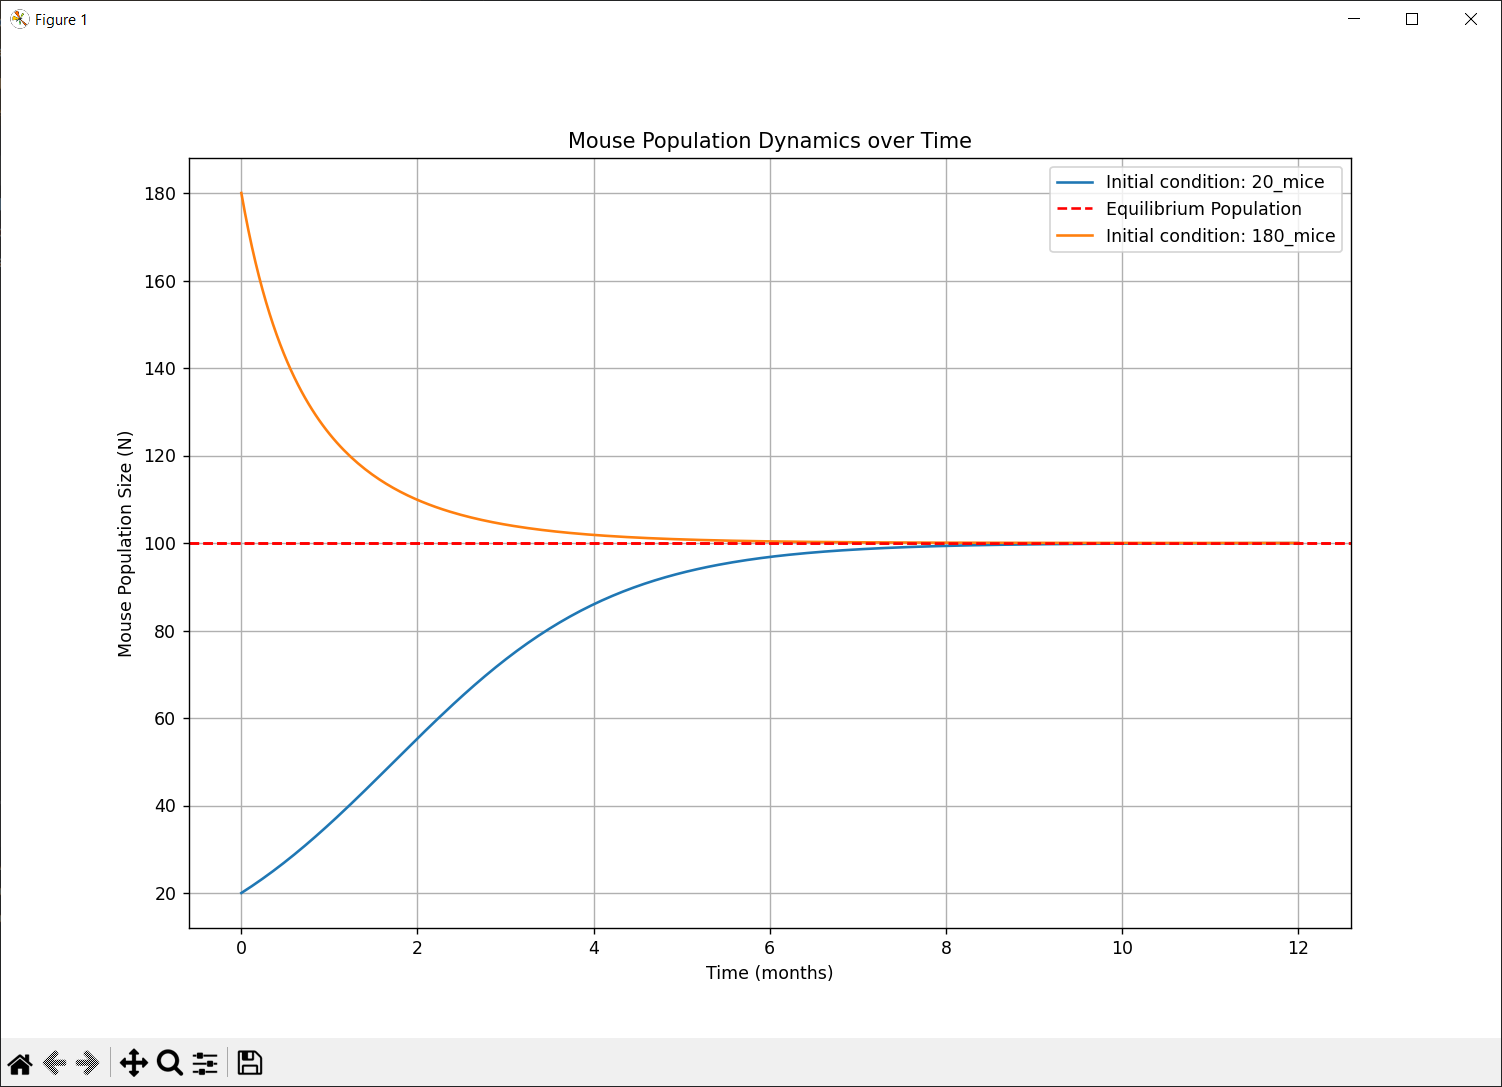 Figure 1
Mouse Population Dynamics over Time
Initial condition: 20_mice
Equilibrium Population
Initial condition: 180_mice
180
160
140
120
100
80
60
40
20
Mouse Population Size (N)
0 2 4 6 8 10 12
Time (months)